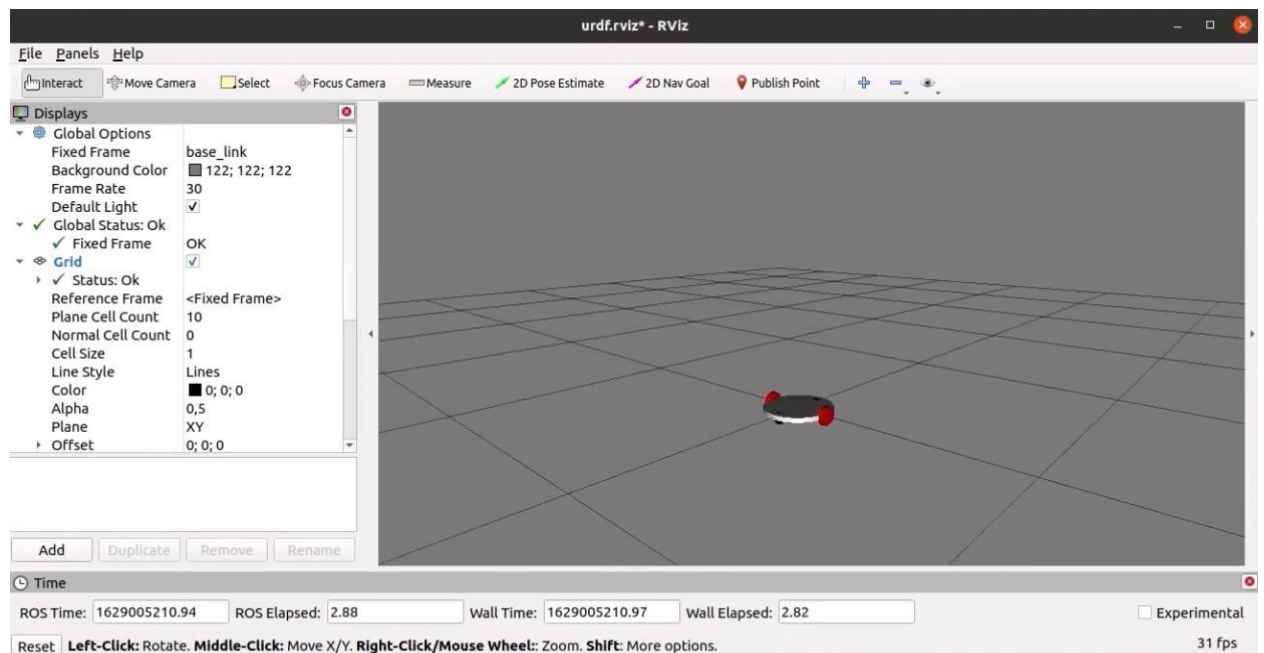 urdf.rviz* - RViz
File Panels Help
Interact Move Camera Select Focus Camera Measure 2D Pose Estimate 2D Nav Goal Publish Point
Displays
Global Options
Fixed Frame base_link
Background Color 122; 122; 122
Frame Rate 30
Default Light
Global Status: Ok
Fixed Frame OK
Grid
Status: Ok
Reference Frame <Fixed Frame>
Plane Cell Count 10
Normal Cell Count 0
Cell Size 1
Line Style Lines
Color 0; 0; 0
Alpha 0,5
Plane XY
Offset 0; 0; 0
Add Duplicate Remove Rename
Time
ROS Time: 1629005210.94 ROS Elapsed: 2.88 Wall Time: 1629005210.97 Wall Elapsed: 2.82 Experimental
Reset Left-Click: Rotate. Middle-Click: Move X/Y. Right-Click/Mouse Wheel:: Zoom. Shift: More options. 31 fps